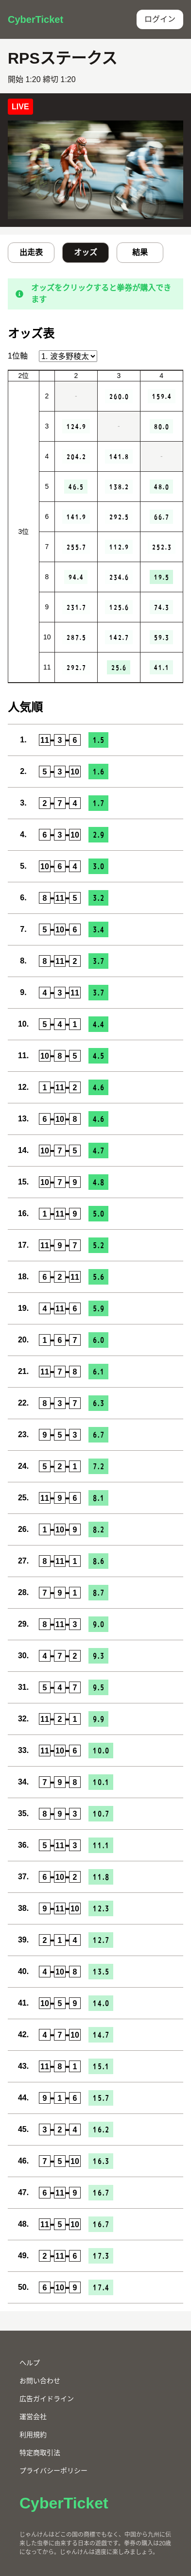 CyberTicket
ログイン
RPSステークス
開始 1:20 締切 1:20
LIVE
出走表 オッズ 結果
オッズをクリックすると拳券が購入でき
ます
オッズ表
1位軸 1. 波多野稜太
2位 2 3 4
2 - 260.0 159.4
3 124.9 - 80.0
4 204.2 141.8 -
5 46.5 138.2 48.0
6 141.9 292.5 66.7
3位
7 255.7 112.9 252.3
8 94.4 234.6 19.5
9 231.7 125.6 74.3
10 287.5 142.7 59.3
11 292.7 25.6 41.1
人気順
1. 11-3-6 1.5
2. 5-3-10 1.6
3. 2-7-4 1.7
4. 6-3-10 2.9
5. 10-6-4 3.0
6. 8-11-5 3.2
7. 5-10-6 3.4
8. 8-11-2 3.7
9. 4-3-11 3.7
10. 5-4-1 4.4
11. 10-8-5 4.5
12. 1-11-2 4.6
13. 6-10-8 4.6
14. 10-7-5 4.7
15. 10-7-9 4.8
16. 1-11-9 5.0
17. 11-9-7 5.2
18. 6-2-11 5.6
19. 4-11-6 5.9
20. 1-6-7 6.0
21. 11-7-8 6.1
22. 8-3-7 6.3
23. 9-5-3 6.7
24. 5-2-1 7.2
25. 11-9-6 8.1
26. 1-10-9 8.2
27. 8-11-1 8.6
28. 7-9-1 8.7
29. 8-11-3 9.0
30. 4-7-2 9.3
31. 5-4-7 9.5
32. 11-2-1 9.9
33. 11-10-6 10.0
34. 7-9-8 10.1
35. 8-9-3 10.7
36. 5-11-3 11.1
37. 6-10-2 11.8
38. 9-11-10 12.3
39. 2-1-4 12.7
40. 4-10-8 13.5
41. 10-5-9 14.0
42. 4-7-10 14.7
43. 11-8-1 15.1
44. 9-1-6 15.7
45. 3-2-4 16.2
46. 7-5-10 16.3
47. 6-11-9 16.7
48. 11-5-10 16.7
49. 2-11-6 17.3
50. 6-10-9 17.4
ヘルプ
お問い合わせ
広告ガイドライン
運営会社
利用規約
特定商取引法
プライバシーポリシー
CyberTicket
じゃんけんはどこの国の商標でもなく、中国から九州に伝
来した虫拳に由来する日本の遊戯です。拳券の購入は20歳
になってから。じゃんけんは適度に楽しみましょう。